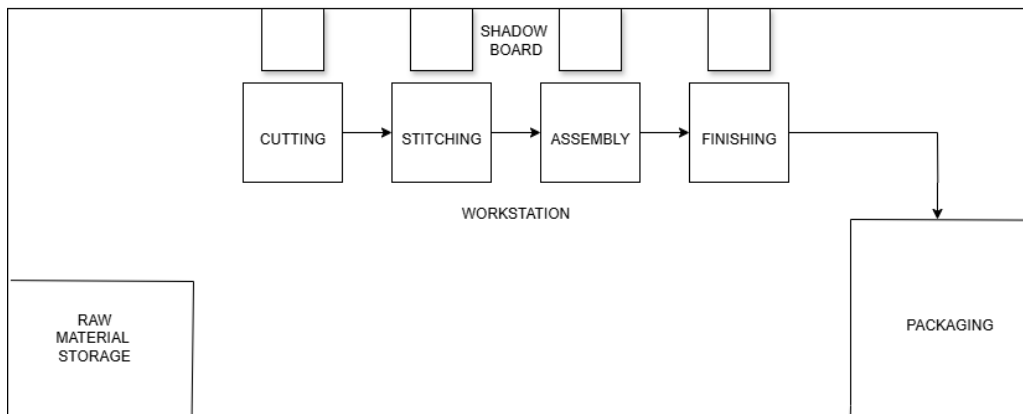 SHADOW
BOARD
CUTTING
STITCHING
ASSEMBLY
FINISHING
WORKSTATION
RAW
MATERIAL
STORAGE
PACKAGING